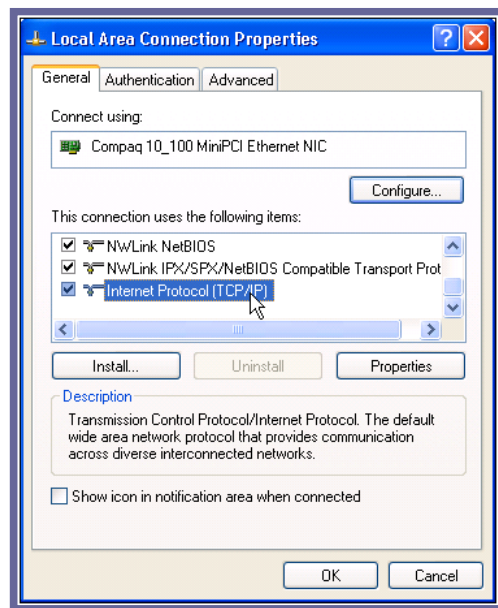 Local Area Connection Properties
General
Authentication
Advanced
Connect using:
Compaq 10_100 MiniPCI Ethernet NIC
Configure...
This connection uses the following items:
NWLink NetBIOS
NWLink IPX/SPX/NetBIOS Compatible Transport Prot
Internet Protocol (TCP/IP)
Install...
Uninstall
Properties
Description
Transmission Control Protocol/Internet Protocol. The default
wide area network protocol that provides communication
across diverse interconnected networks.
Show icon in notification area when connected
OK
Cancel